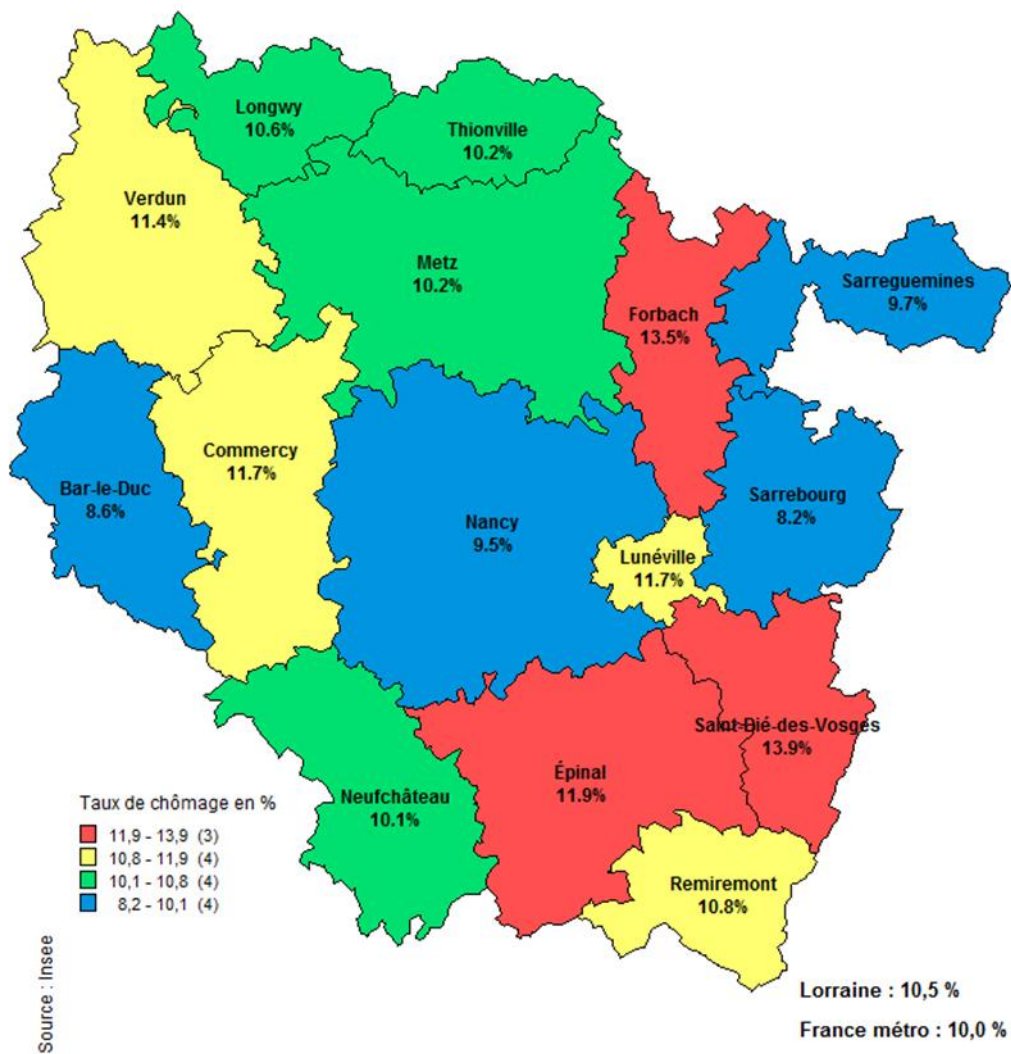 Longwy
10.6%
Thionville
10.2%
Verdun
11.4%
Metz
10.2%
Sarreguemines
9.7%
Forbach
13.5%
Commercy
11.7%
Bar-le-Duc
8.6%
Nancy
9.5%
Sarrebourg
8.2%
Lunéville
11.7%
Saint-Dié-des-Vosges
13.9%
Épinal
11.9%
Neufchâteau
10.1%
Remiremont
10.8%
Taux de chômage en %
11,9 - 13,9 (3)
10,8 - 11,9 (4)
10,1 - 10,8 (4)
8,2 - 10,1 (4)
Source : Insee
Lorraine : 10,5 %
France métro : 10,0 %